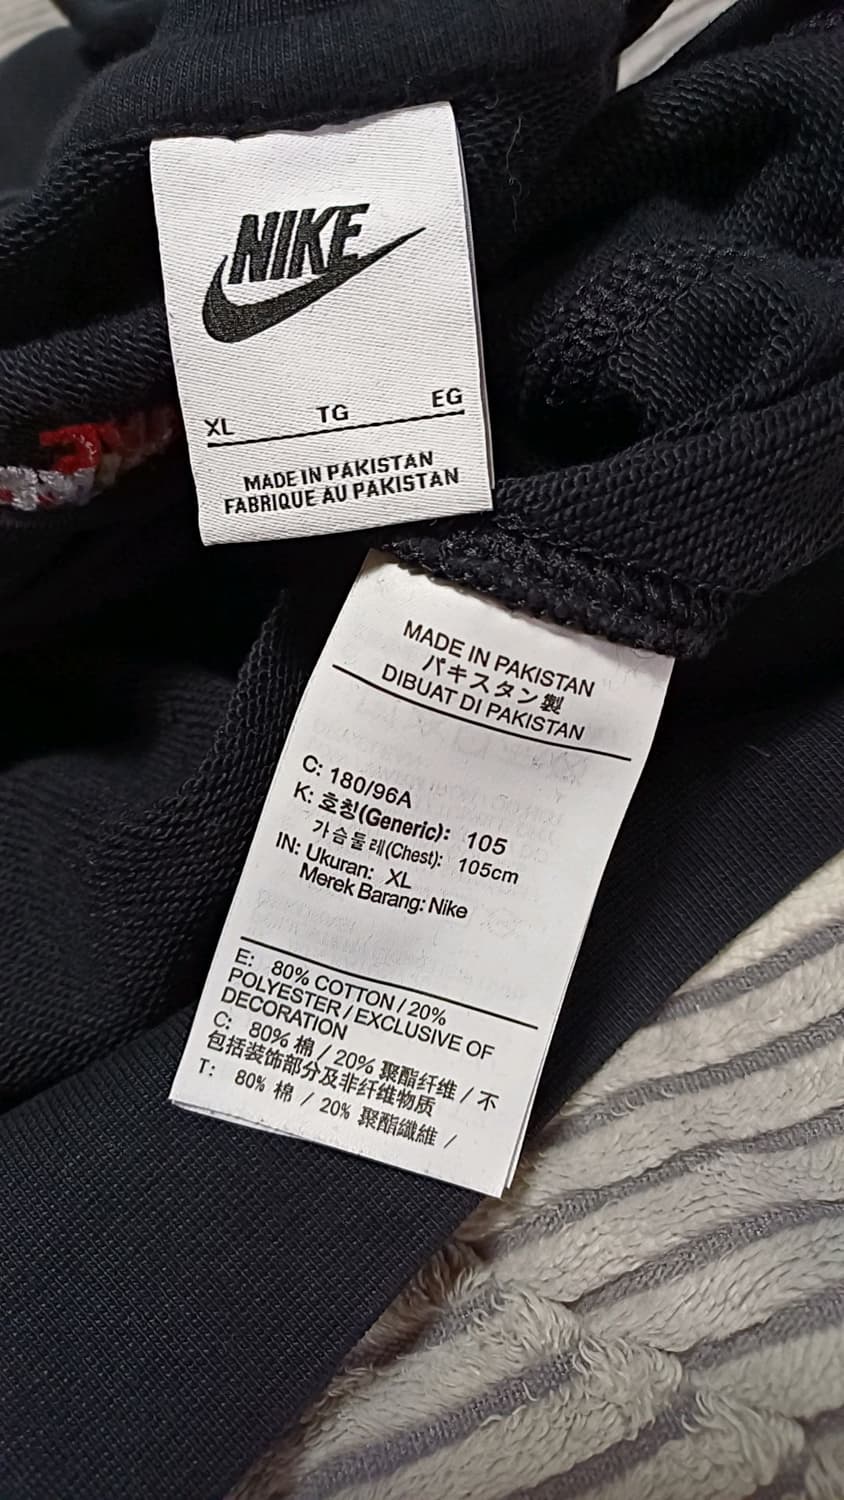 NIKE
XL TG EG
MADE IN PAKISTAN
FABRIQUE AU PAKISTAN
MADE IN PAKISTAN
パキスタン製
DIBUAT DI PAKISTAN
C: 180/96A
K: 호칭(Generic): 105
가슴둘레(Chest): 105cm
IN: Ukuran: XL
Merek Barang: Nike
E: 80% COTTON / 20%
POLYESTER / EXCLUSIVE OF
DECORATION
C: 80% 棉 / 20% 聚酯纤维 / 不
包括装饰部分及非纤维物质
T: 80% 棉 / 20% 聚酯纖維 /